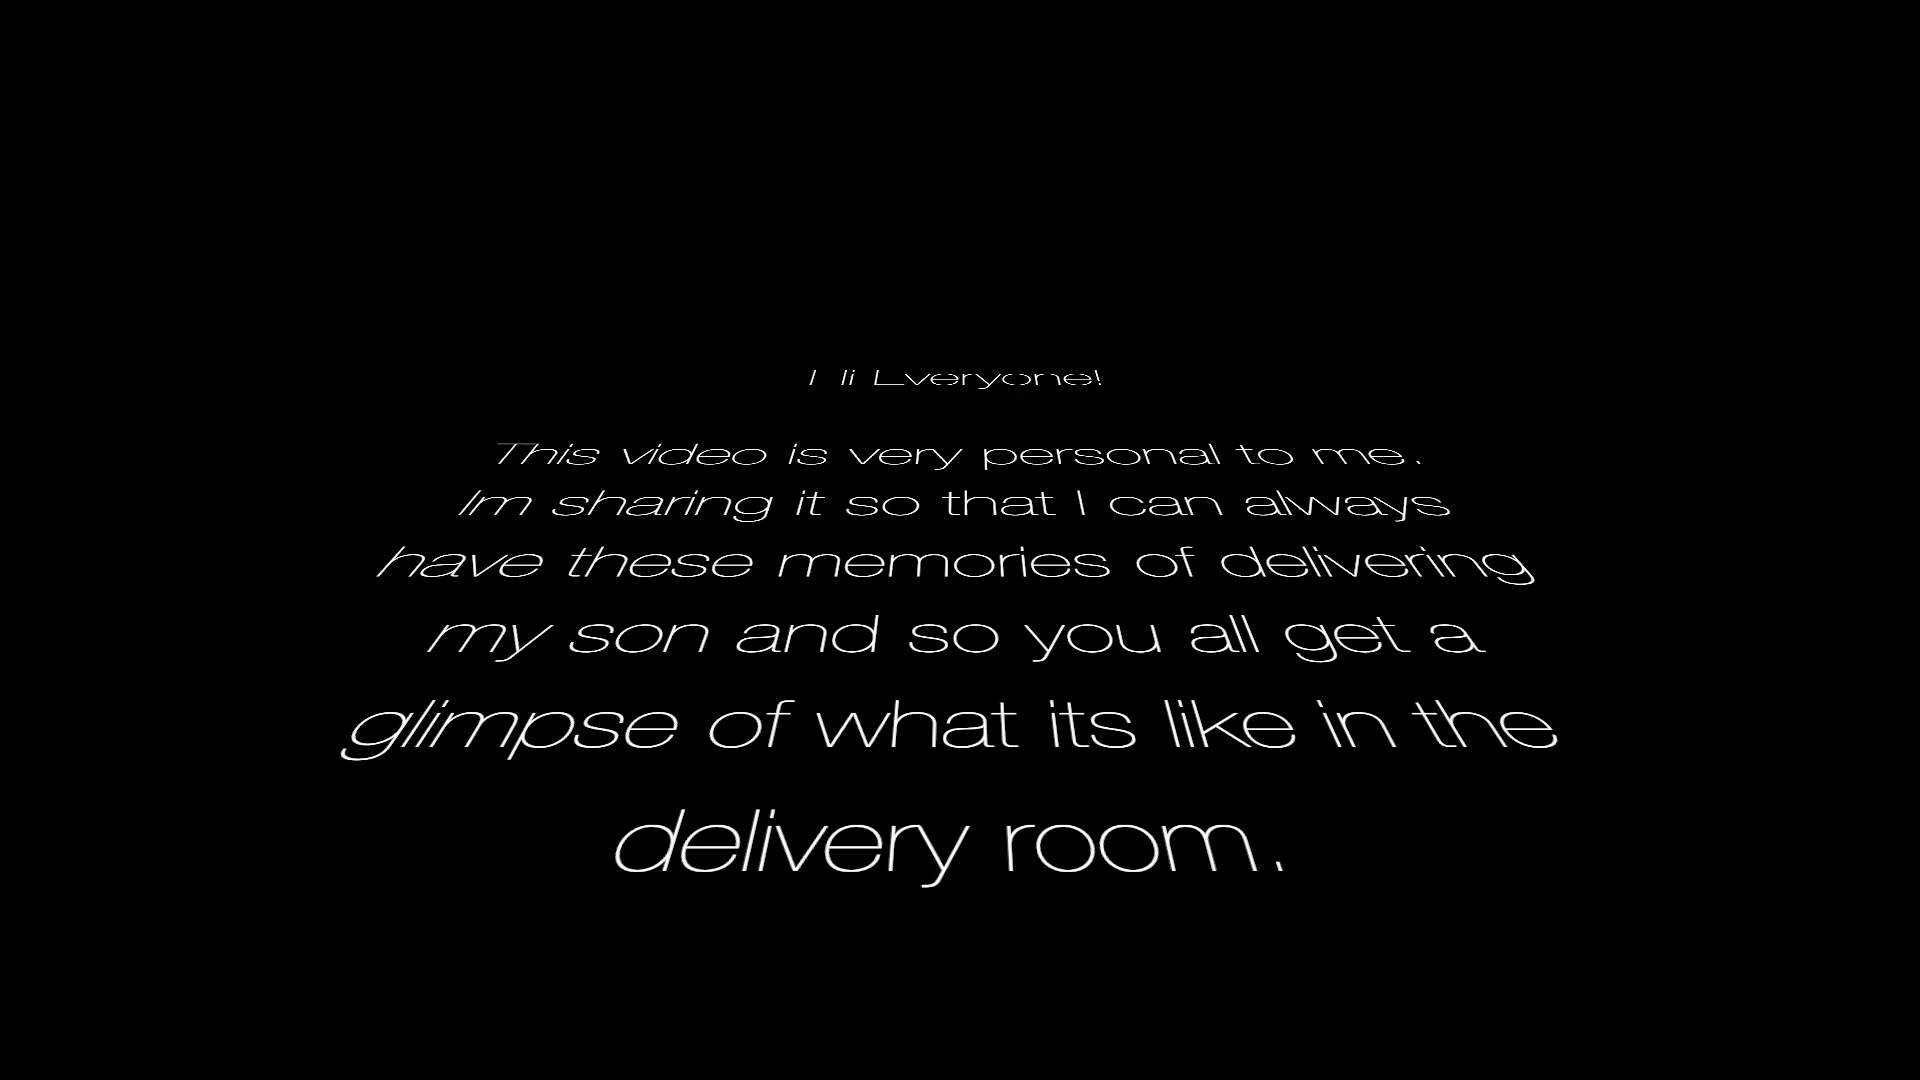 Hi Everyone!
This video is very personal to me.
Im sharing it so that I can always
have these memories of delivering
my son and so you all get a
glimpse of what its like in the
delivery room.